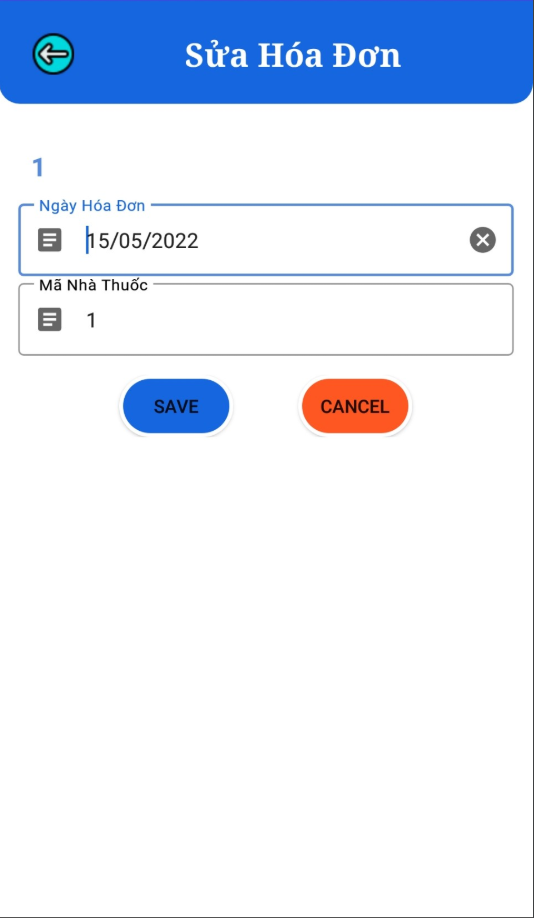 Sửa Hóa Đơn
1
Ngày Hóa Đơn
15/05/2022
Mã Nhà Thuốc
1
SAVE CANCEL